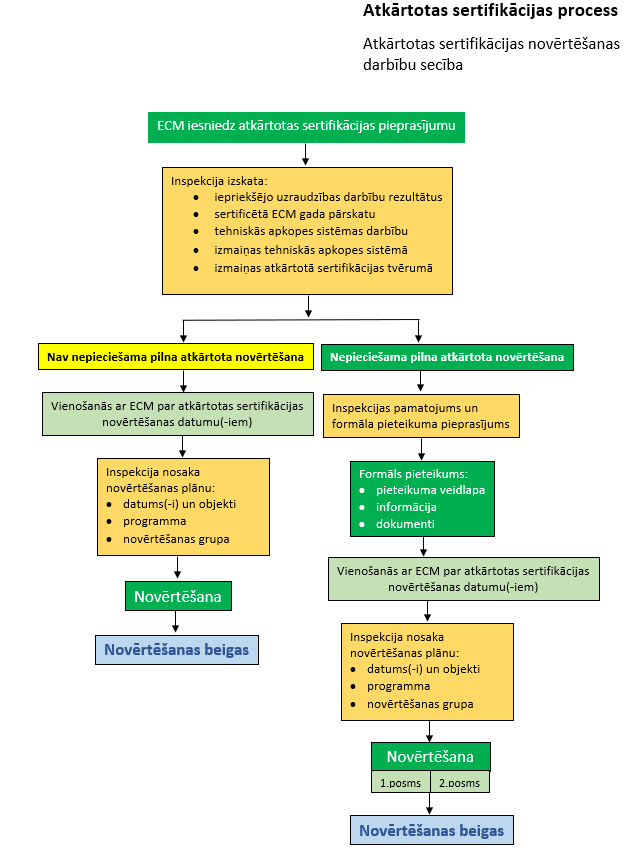 Atkārtotas sertifikācijas process
Atkārtotas sertifikācijas novērtēšanas
darbību secība
ECM iesniedz atkārtotas sertifikācijas pieprasījumu
Inspekcija izskata:
• iepriekšējo uzraudzības darbību rezultātus
• sertificētā ECM gada pārskatu
• tehniskās apkopes sistēmas darbību
• izmaiņas tehniskās apkopes sistēmā
• izmaiņas atkārtotā sertifikācijas tvērumā
Nav nepieciešama pilna atkārtota novērtēšana
Vienošanās ar ECM par atkārtotas sertifikācijas
novērtēšanas datumu(-iem)
Inspekcija nosaka
novērtēšanas plānu:
• datums(-i) un objekti
• programma
• novērtēšanas grupa
Novērtēšana
Novērtēšanas beigas
Nepieciešama pilna atkārtota novērtēšana
Inspekcijas pamatojums un
formāla pieteikuma pieprasījums
Formāls pieteikums:
• pieteikuma veidlapa
• informācija
• dokumenti
Vienošanās ar ECM par atkārtotas sertifikācijas
novērtēšanas datumu(-iem)
Inspekcija nosaka
novērtēšanas plānu:
• datums(-i) un objekti
• programma
• novērtēšanas grupa
Novērtēšana
1.posms 2.posms
Novērtēšanas beigas